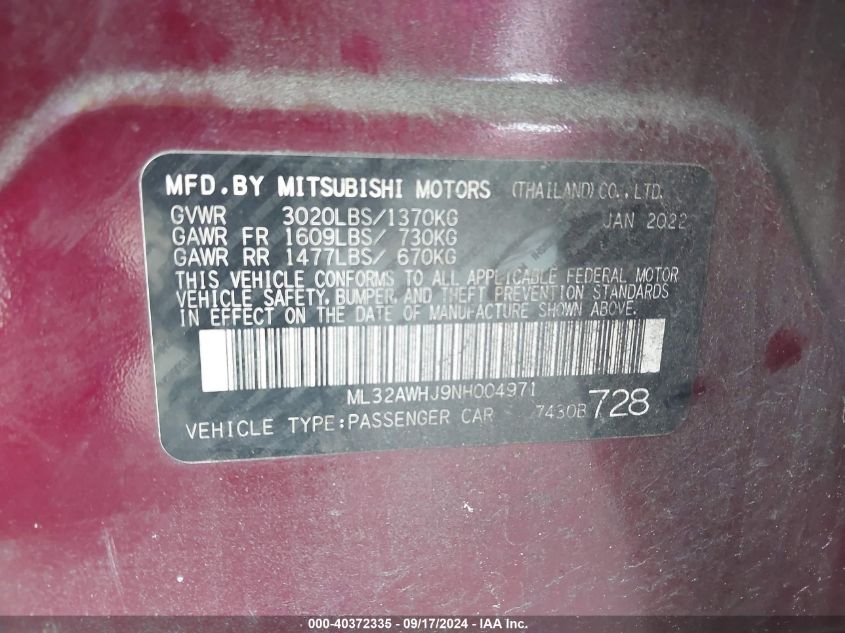 MFD.BY MITSUBISHI MOTORS (THAILAND) CO.,LTD.
GVWR 3020LBS/1370KG JAN 2022
GAWR FR 1609LBS/ 730KG
GAWR RR 1477LBS/ 670KG
THIS VEHICLE CONFORMS TO ALL APPLICABLE FEDERAL MOTOR
VEHICLE SAFETY, BUMPER, AND THEFT PREVENTION STANDARDS
IN EFFECT ON THE DATE OF MANUFACTURE SHOWN ABOVE.
ML32AWHJ9NH004971
VEHICLE TYPE:PASSENGER CAR 7430B 728
000-40372335 - 09/17/2024 - IAAI.COM